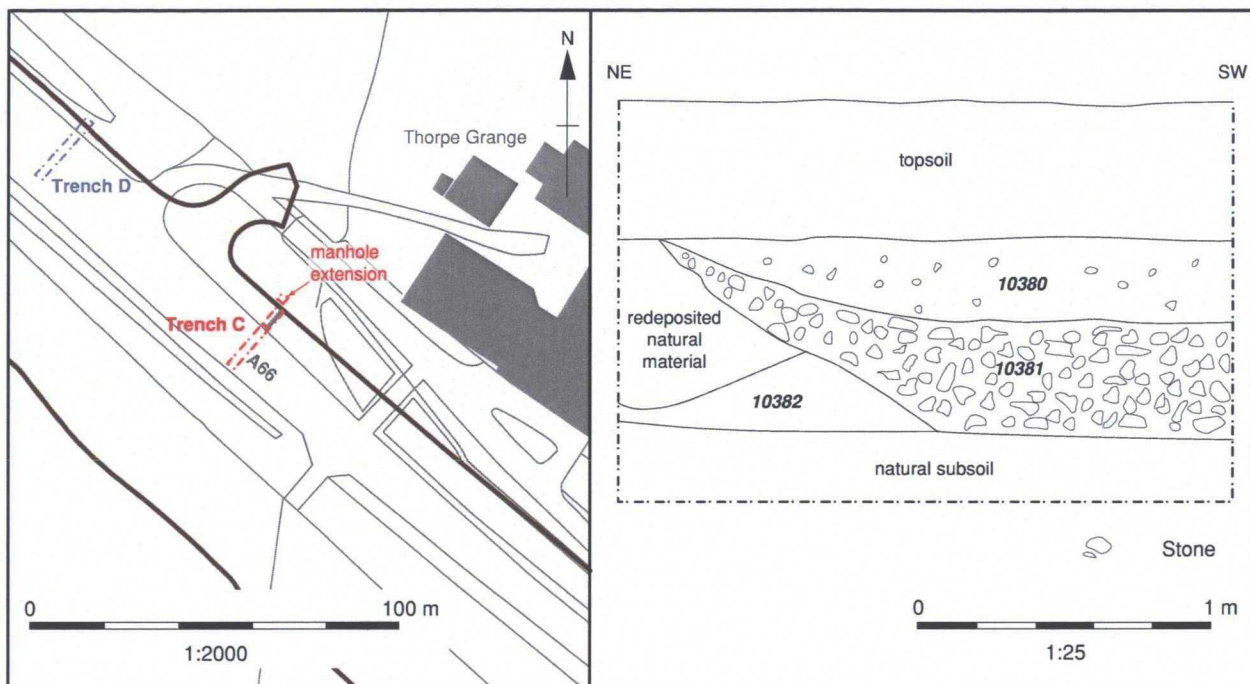 N
Thorpe Grange
Trench D
manhole
extension
Trench C
A66
0 100 m
1:2000
NE SW
topsoil
10380
redeposited
natural
material
10381
10382
natural subsoil
Stone
0 1 m
1:25